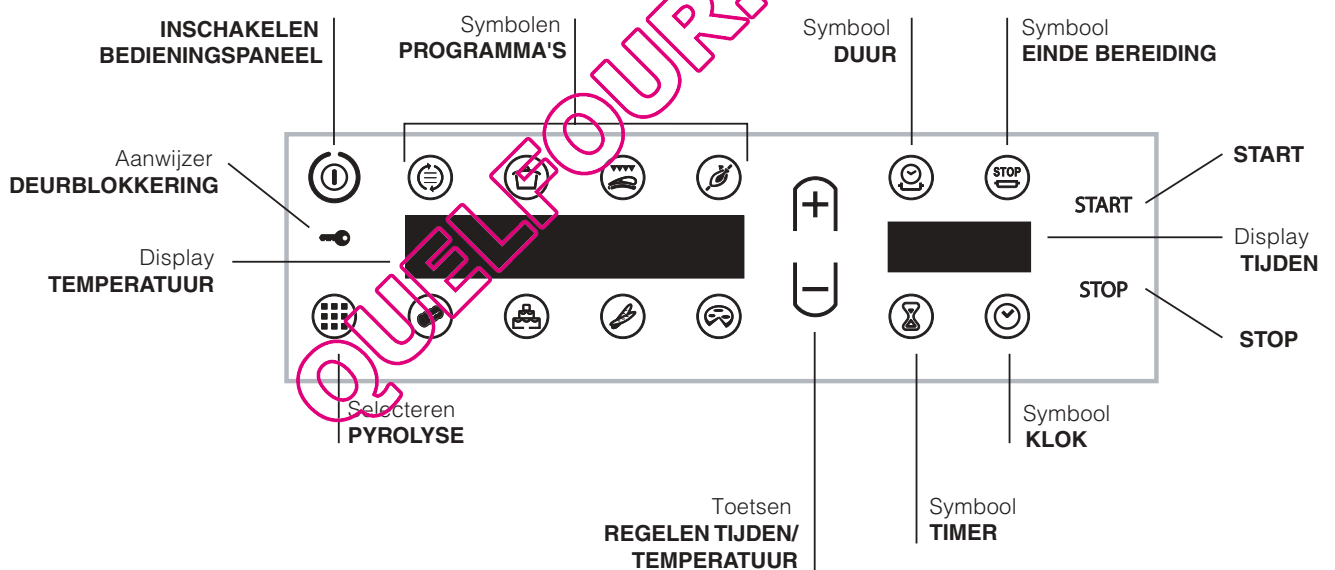 INSCHAKELEN
BEDIENINGSPANEEL
Symbolen
PROGRAMMA'S
Symbool
DUUR
Symbool
EINDE BEREIDING
Aanwijzer
DEURBLOKKERING
STOP
START
START
Display
TEMPERATUUR
Display
TIJDEN
STOP
STOP
Selecteren
PYROLYSE
Symbool
KLOK
Toetsen
REGELEN TIJDEN/
TEMPERATUUR
Symbool
TIMER
QUELFOUR